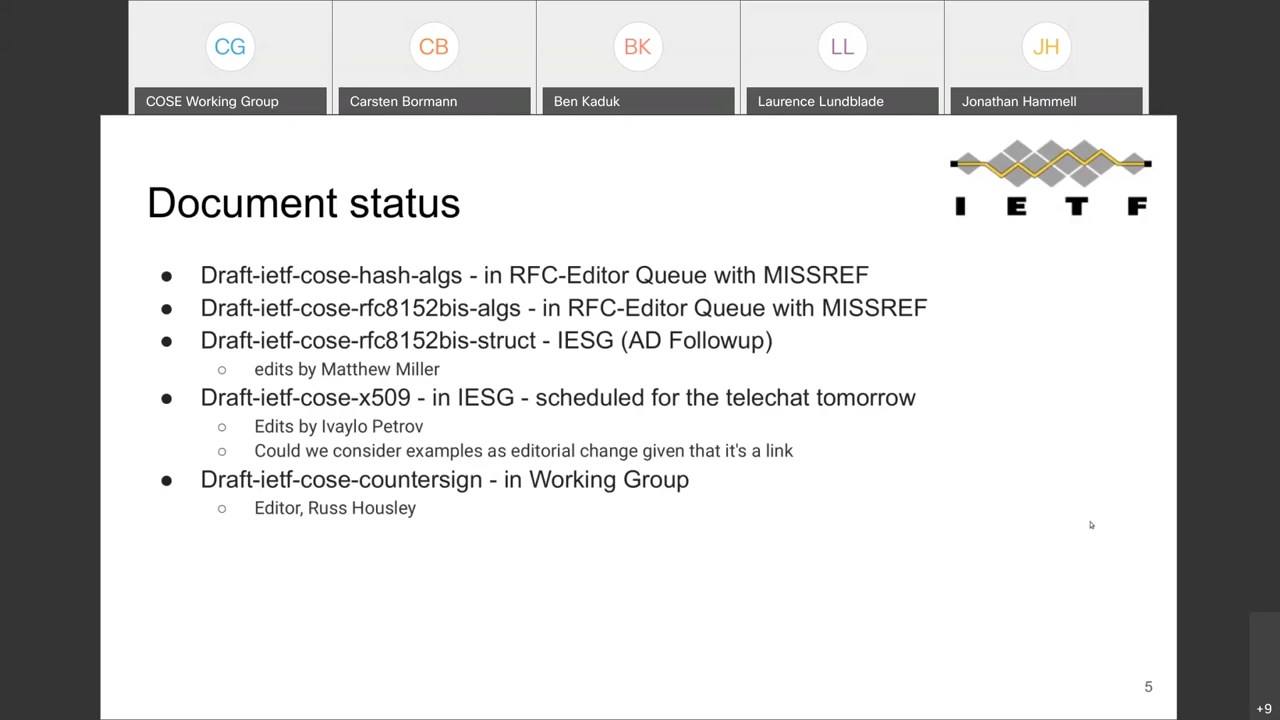 CG
CB
BK
LL
JH
COSE Working Group
Carsten Bormann
Ben Kaduk
Laurence Lundblade
Jonathan Hammell
I E T F
Document status
● Draft-ietf-cose-hash-algs - in RFC-Editor Queue with MISSREF
● Draft-ietf-cose-rfc8152bis-algs - in RFC-Editor Queue with MISSREF
● Draft-ietf-cose-rfc8152bis-struct - IESG (AD Followup)
○ edits by Matthew Miller
● Draft-ietf-cose-x509 - in IESG - scheduled for the telechat tomorrow
○ Edits by Ivaylo Petrov
○ Could we consider examples as editorial change given that it's a link
● Draft-ietf-cose-countersign - in Working Group
○ Editor, Russ Housley
5
+9